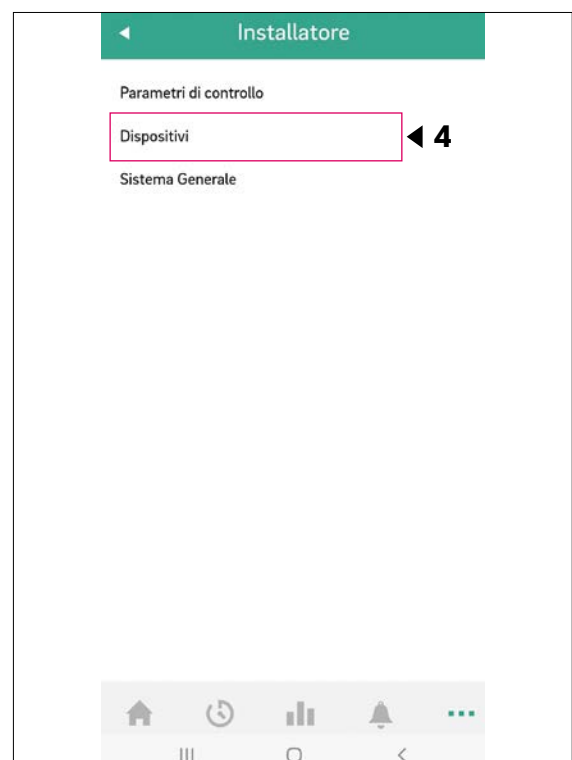 Installatore
Parametri di controllo
Dispositivi
4
Sistema Generale